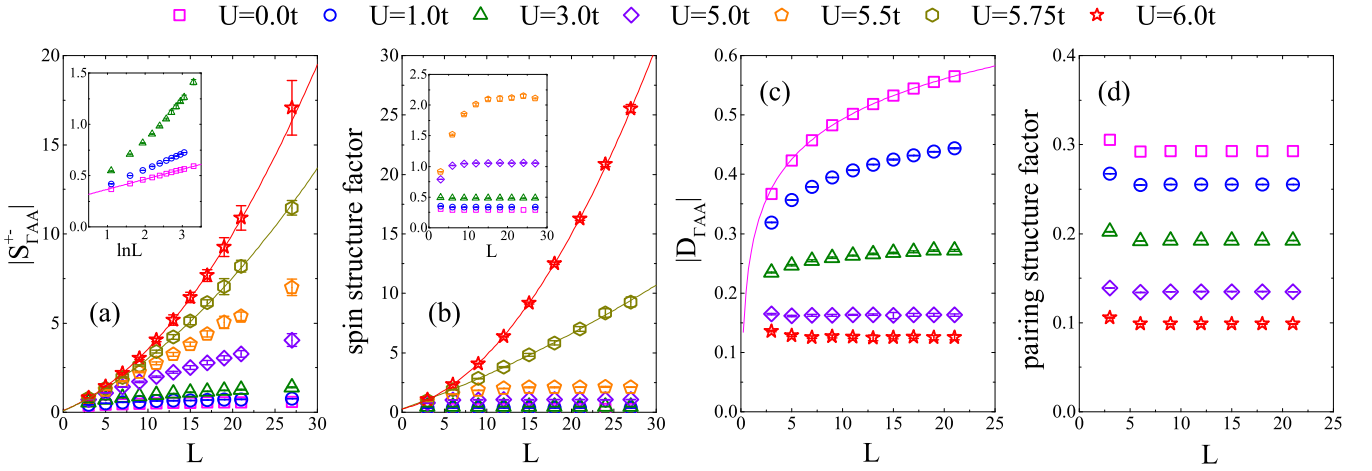 U=0.0t U=1.0t U=3.0t U=5.0t U=5.5t U=5.75t U=6.0t
|S⁺⁻ΓAA|
20
15
10
5
0
0 5 10 15 20 25 30
L
(a)
1.5
1.0
0.5
0.0
1 2 3
lnL
spin structure factor
30
25
20
15
10
5
0
0 5 10 15 20 25 30
L
(b)
2.5
2.0
1.5
1.0
0.5
0.0
0 5 10 15 20 25 30
L
|DΓAA|
0.6
0.5
0.4
0.3
0.2
0.1
0.0
0 5 10 15 20 25
L
(c)
pairing structure factor
0.4
0.3
0.2
0.1
0.0
0 5 10 15 20 25
L
(d)